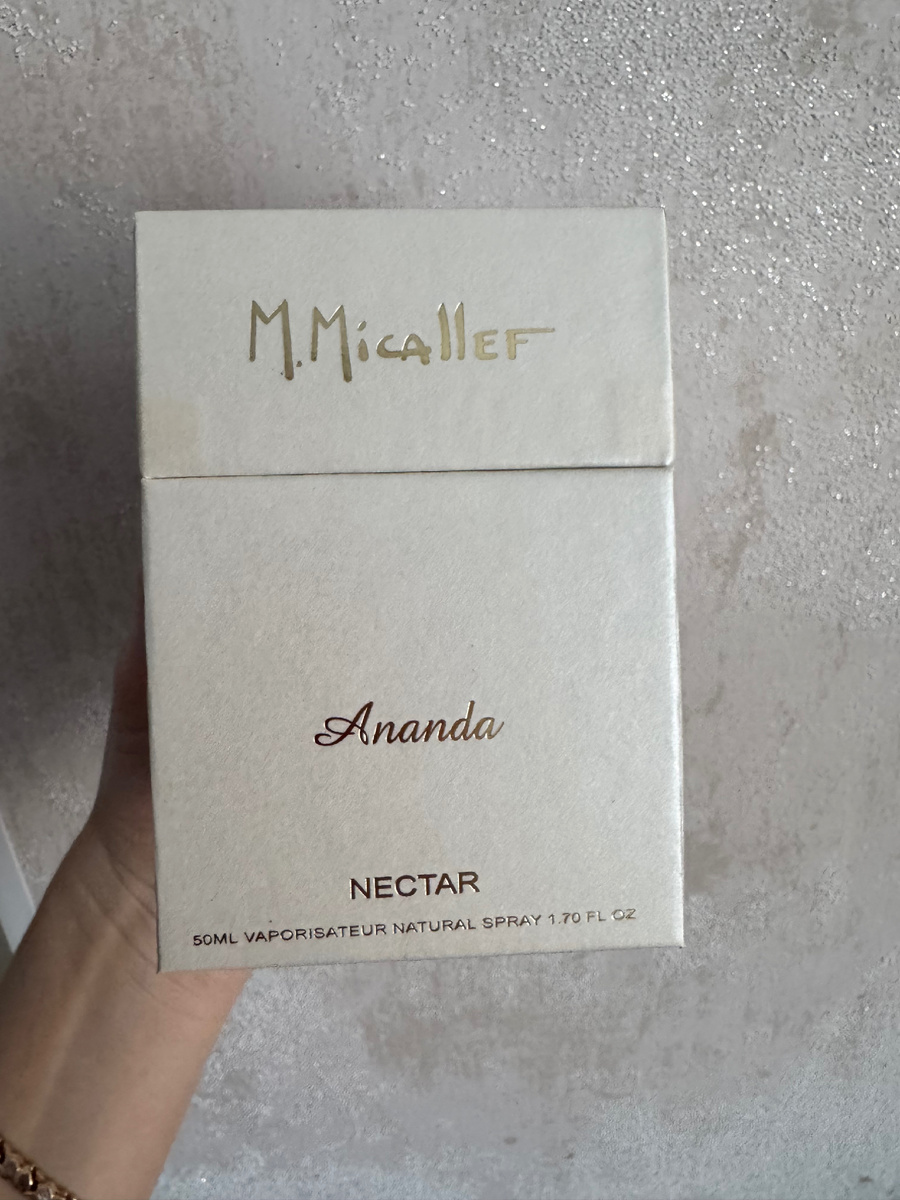 M.Micallef
Ananda
NECTAR
50ML VAPORISATEUR NATURAL SPRAY 1.70 FL OZ